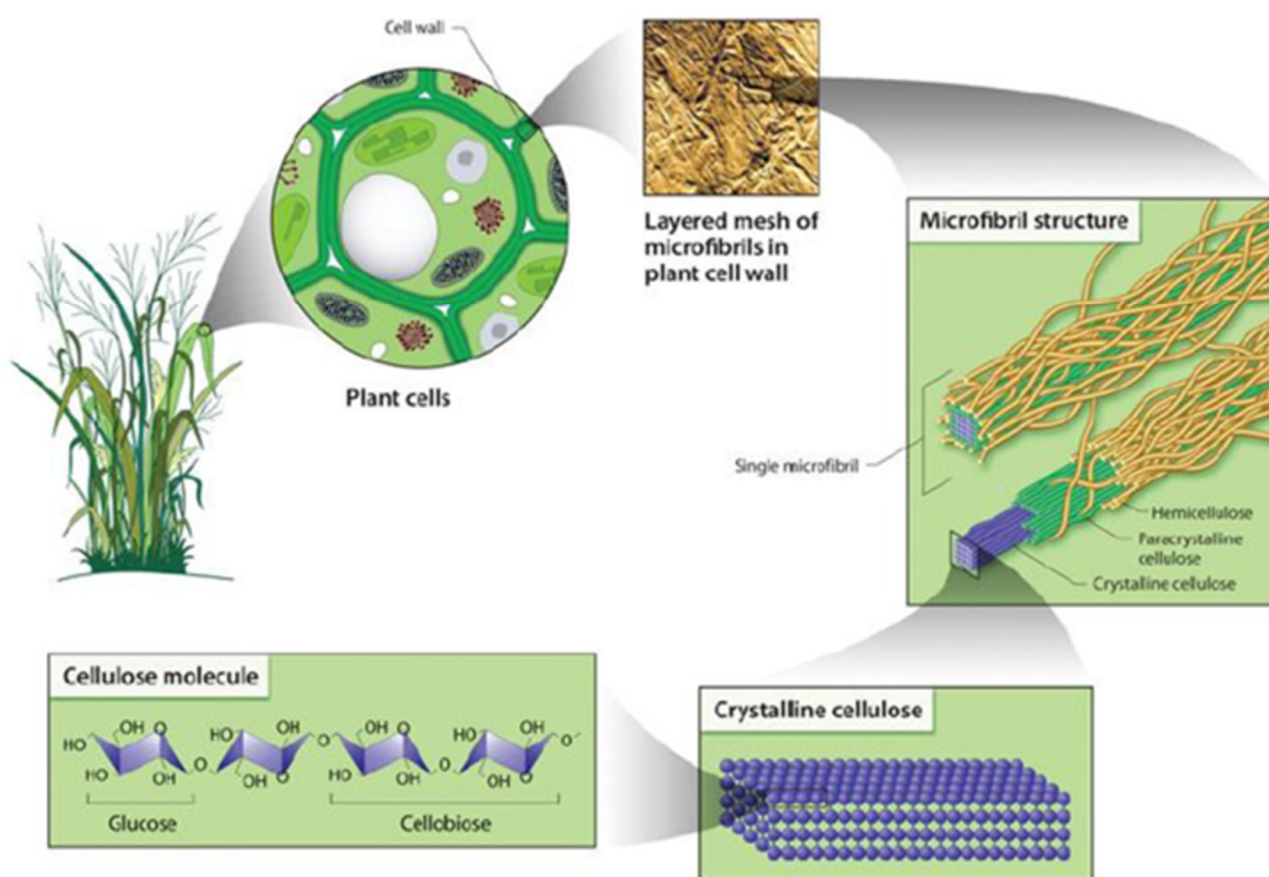 Cell wall
Layered mesh of
microfibrils in
plant cell wall
Plant cells
Microfibril structure
Single microfibril
Hemicellulose
Paracrystalline
cellulose
Crystalline cellulose
Cellulose molecule
OH O HO OH O OH O HO OH O
HO
HO OH O OH O HO OH O OH O
Glucose
Cellobiose
Crystalline cellulose